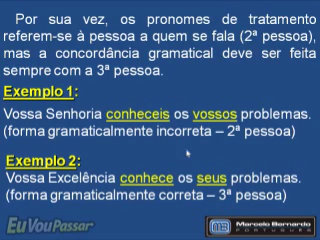 Por sua vez, os pronomes de tratamento
referem-se à pessoa a quem se fala (2ª pessoa),
mas a concordância gramatical deve ser feita
sempre com a 3ª pessoa.
Exemplo 1:
Vossa Senhoria conheceis os vossos problemas.
(forma gramaticalmente incorreta – 2ª pessoa)
Exemplo 2:
Vossa Excelência conhece os seus problemas.
(forma gramaticalmente correta – 3ª pessoa)
EuVouPassar
MB Marcelo Bernardo
PORTUGUÊS